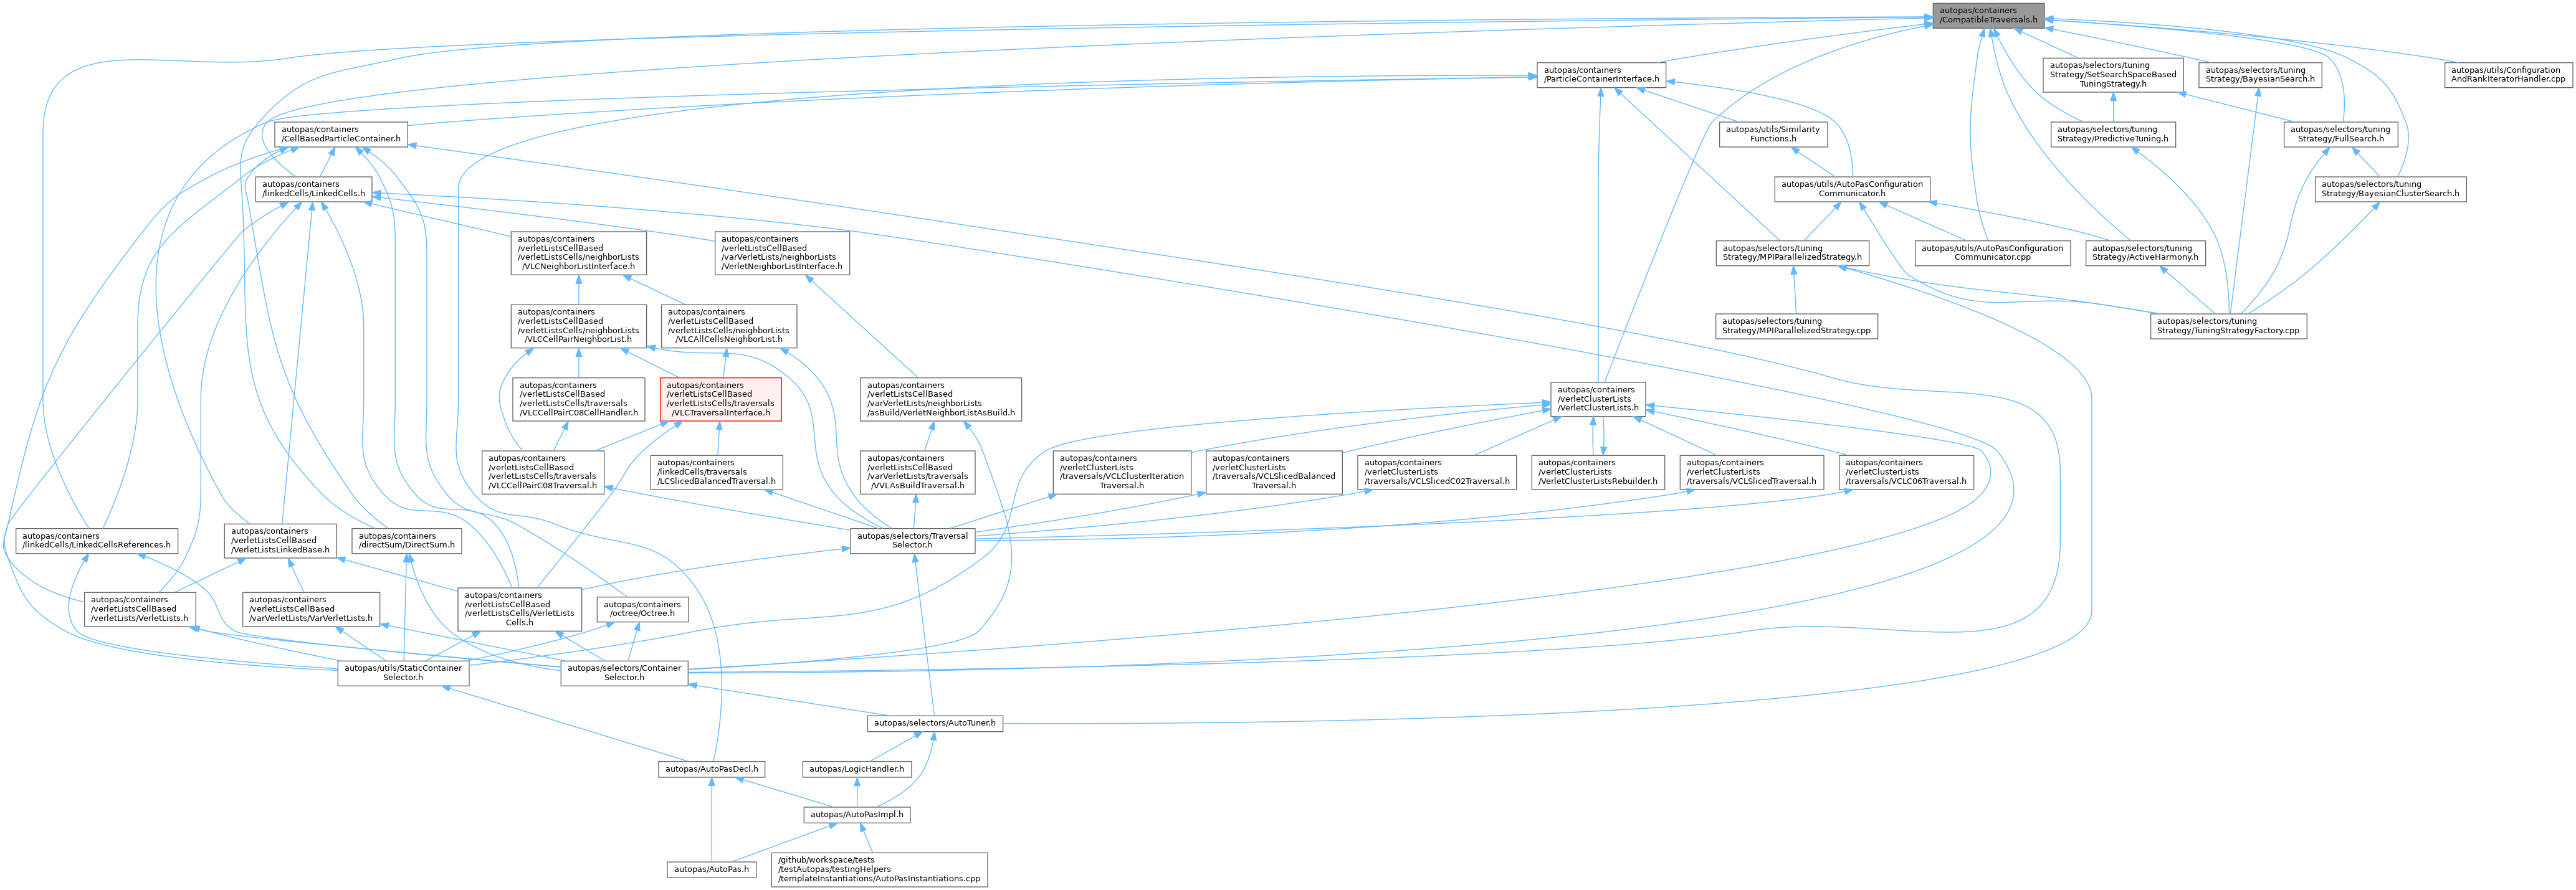 autopas/containers
/CompatibleTraversals.h
autopas/containers
/ParticleContainerInterface.h
autopas/selectors/tuning
Strategy/SetSearchSpaceBased
TuningStrategy.h
autopas/selectors/tuning
Strategy/BayesianSearch.h
autopas/utils/Configuration
AndRankIteratorHandler.cpp
autopas/containers
/CellBasedParticleContainer.h
autopas/utils/Similarity
Functions.h
autopas/selectors/tuning
Strategy/PredictiveTuning.h
autopas/selectors/tuning
Strategy/FullSearch.h
autopas/containers
/linkedCells/LinkedCells.h
autopas/utils/AutoPasConfiguration
Communicator.h
autopas/selectors/tuning
Strategy/BayesianClusterSearch.h
autopas/containers
/verletListsCellBased
/verletListsCells/neighborLists
/VLCNeighborListInterface.h
autopas/containers
/verletListsCellBased
/varVerletLists/neighborLists
/VerletNeighborListInterface.h
autopas/selectors/tuning
Strategy/MPIParallelizedStrategy.h
autopas/utils/AutoPasConfiguration
Communicator.cpp
autopas/selectors/tuning
Strategy/ActiveHarmony.h
autopas/containers
/verletListsCellBased
/verletListsCells/neighborLists
/VLCCellPairNeighborList.h
autopas/containers
/verletListsCellBased
/verletListsCells/neighborLists
/VLCAllCellsNeighborList.h
autopas/selectors/tuning
Strategy/MPIParallelizedStrategy.cpp
autopas/selectors/tuning
Strategy/TuningStrategyFactory.cpp
autopas/containers
/verletListsCellBased
/verletListsCells/traversals
/VLCCellPairC08CellHandler.h
autopas/containers
/verletListsCellBased
/verletListsCells/traversals
/VLCTraversalInterface.h
autopas/containers
/verletListsCellBased
/varVerletLists/neighborLists
/asBuild/VerletNeighborListAsBuild.h
autopas/containers
/verletClusterLists
/VerletClusterLists.h
autopas/containers
/verletListsCellBased
/verletListsCells/traversals
/VLCCellPairC08Traversal.h
autopas/containers
/linkedCells/traversals
/LCSlicedBalancedTraversal.h
autopas/containers
/verletListsCellBased
/varVerletLists/traversals
/VVLAsBuildTraversal.h
autopas/containers
/verletClusterLists
/traversals/VCLClusterIteration
Traversal.h
autopas/containers
/verletClusterLists
/traversals/VCLSlicedBalanced
Traversal.h
autopas/containers
/verletClusterLists
/traversals/VCLSlicedC02Traversal.h
autopas/containers
/verletClusterLists
/VerletClusterListsRebuilder.h
autopas/containers
/verletClusterLists
/traversals/VCLSlicedTraversal.h
autopas/containers
/verletClusterLists
/traversals/VCLC06Traversal.h
autopas/containers
/linkedCells/LinkedCellsReferences.h
autopas/containers
/verletListsCellBased
/VerletListsLinkedBase.h
autopas/containers
/directSum/DirectSum.h
autopas/selectors/Traversal
Selector.h
autopas/containers
/verletListsCellBased
/verletLists/VerletLists.h
autopas/containers
/verletListsCellBased
/varVerletLists/VarVerletLists.h
autopas/containers
/verletListsCellBased
/verletListsCells/VerletLists
Cells.h
autopas/containers
/octree/Octree.h
autopas/utils/StaticContainer
Selector.h
autopas/selectors/Container
Selector.h
autopas/selectors/AutoTuner.h
autopas/AutoPasDecl.h
autopas/LogicHandler.h
autopas/AutoPasImpl.h
autopas/AutoPas.h
/github/workspace/tests
/testAutopas/testingHelpers
/templateInstantiations/AutoPasInstantiations.cpp